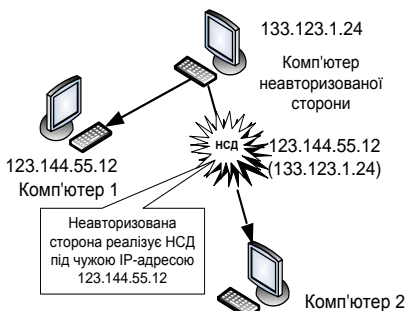 133.123.1.24
Комп'ютер
неавторизованої
сторони
НСД
123.144.55.12
(133.123.1.24)
123.144.55.12
Комп'ютер 1
Неавторизована
сторона реалізує НСД
під чужою IP-адресою
123.144.55.12
Комп'ютер 2